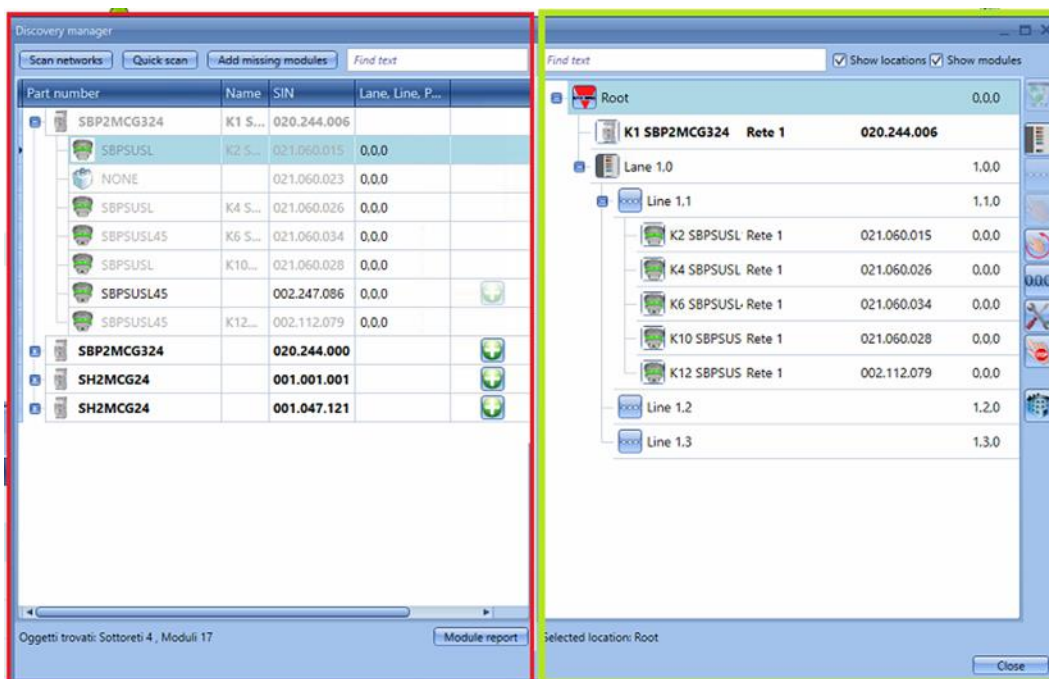 Discovery manager
Scan networks Quick scan Add missing modules Find text
Part number Name SIN Lane, Line, P...
SBP2MCG324 K1 S... 020.244.006
SBPSUSL K2 S... 021.060.015 0,0,0
NONE 021.060.023 0,0,0
SBPSUSL K4 S... 021.060.026 0,0,0
SBPSUSL45 K6 S... 021.060.034 0,0,0
SBPSUSL K10... 021.060.028 0,0,0
SBPSUSL45 002.247.086 0,0,0
SBPSUSL45 K12... 002.112.079 0,0,0
SBP2MCG324 020.244.000
SH2MCG24 001.001.001
SH2MCG24 001.047.121
Oggetti trovati: Sottoreti 4 , Moduli 17
Module report
Find text Show locations Show modules
Root 0,0,0
K1 SBP2MCG324 Rete 1 020.244.006
Lane 1.0 1,0,0
Line 1.1 1,1,0
K2 SBPSUSL Rete 1 021.060.015 0,0,0
K4 SBPSUSL Rete 1 021.060.026 0,0,0
K6 SBPSUSL Rete 1 021.060.034 0,0,0
K10 SBPSUS Rete 1 021.060.028 0,0,0
K12 SBPSUS Rete 1 002.112.079 0,0,0
Line 1.2 1,2,0
Line 1.3 1,3,0
Selected location: Root
Close